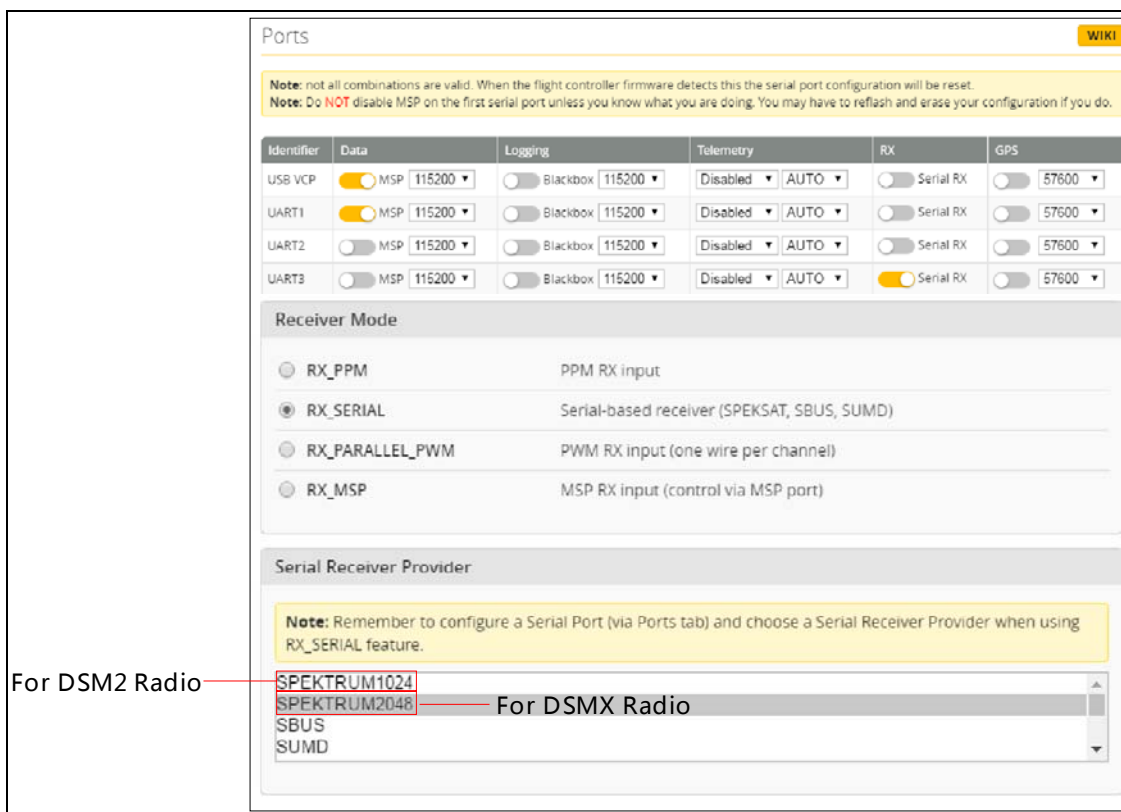 Ports
WIKI
Note: not all combinations are valid. When the flight controller firmware detects this the serial port configuration will be reset.
Note: Do NOT disable MSP on the first serial port unless you know what you are doing. You may have to reflash and erase your configuration if you do.
Identifier Data Logging Telemetry RX GPS
USB VCP MSP 115200 Blackbox 115200 Disabled AUTO Serial RX 57600
UART1 MSP 115200 Blackbox 115200 Disabled AUTO Serial RX 57600
UART2 MSP 115200 Blackbox 115200 Disabled AUTO Serial RX 57600
UART3 MSP 115200 Blackbox 115200 Disabled AUTO Serial RX 57600
Receiver Mode
RX_PPM PPM RX input
RX_SERIAL Serial-based receiver (SPEKSAT, SBUS, SUMD)
RX_PARALLEL_PWM PWM RX input (one wire per channel)
RX_MSP MSP RX input (control via MSP port)
Serial Receiver Provider
Note: Remember to configure a Serial Port (via Ports tab) and choose a Serial Receiver Provider when using
RX_SERIAL feature.
For DSM2 Radio SPEKTRUM1024
SPEKTRUM2048 For DSMX Radio
SBUS
SUMD